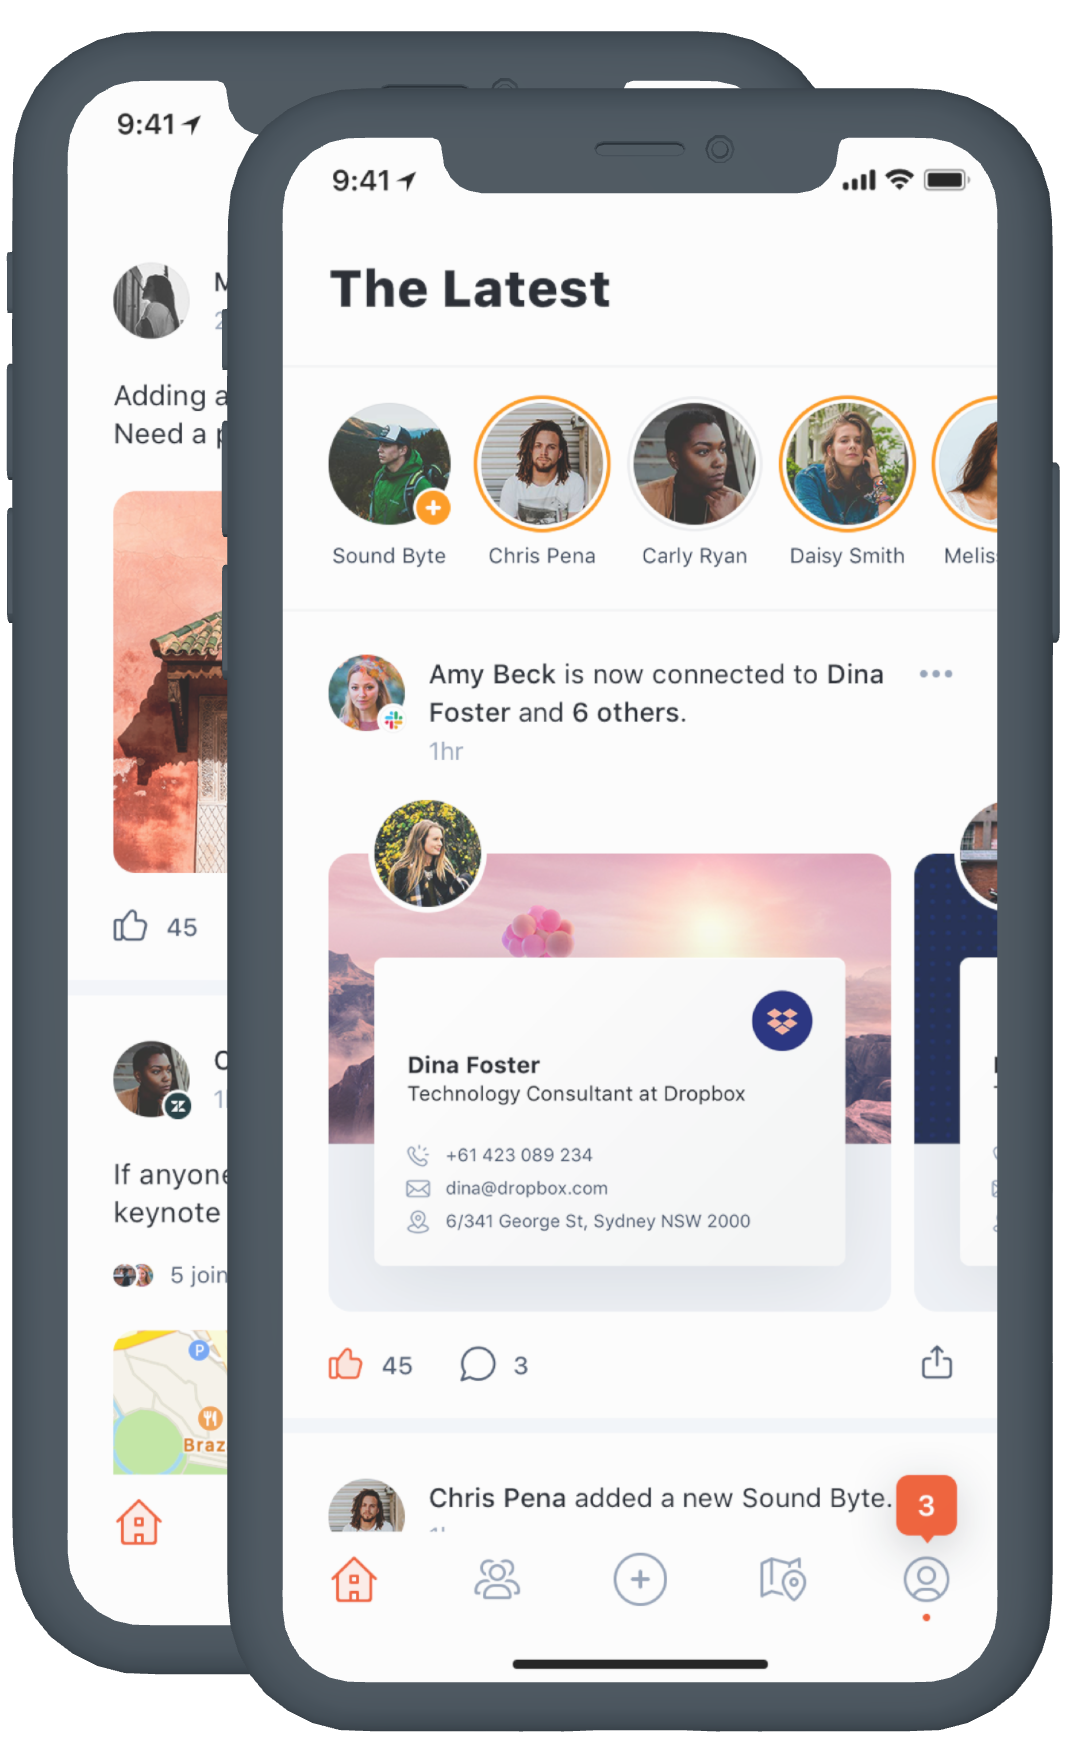 9:41
Adding a
Need a
45
If anyone
keynote
5 join
P
Braz
9:41
The Latest
Sound Byte
Chris Pena
Carly Ryan
Daisy Smith
Melis
Amy Beck is now connected to Dina
Foster and 6 others.
1hr
Dina Foster
Technology Consultant at Dropbox
+61 423 089 234
dina@dropbox.com
6/341 George St, Sydney NSW 2000
45
3
Chris Pena added a new Sound Byte.
3